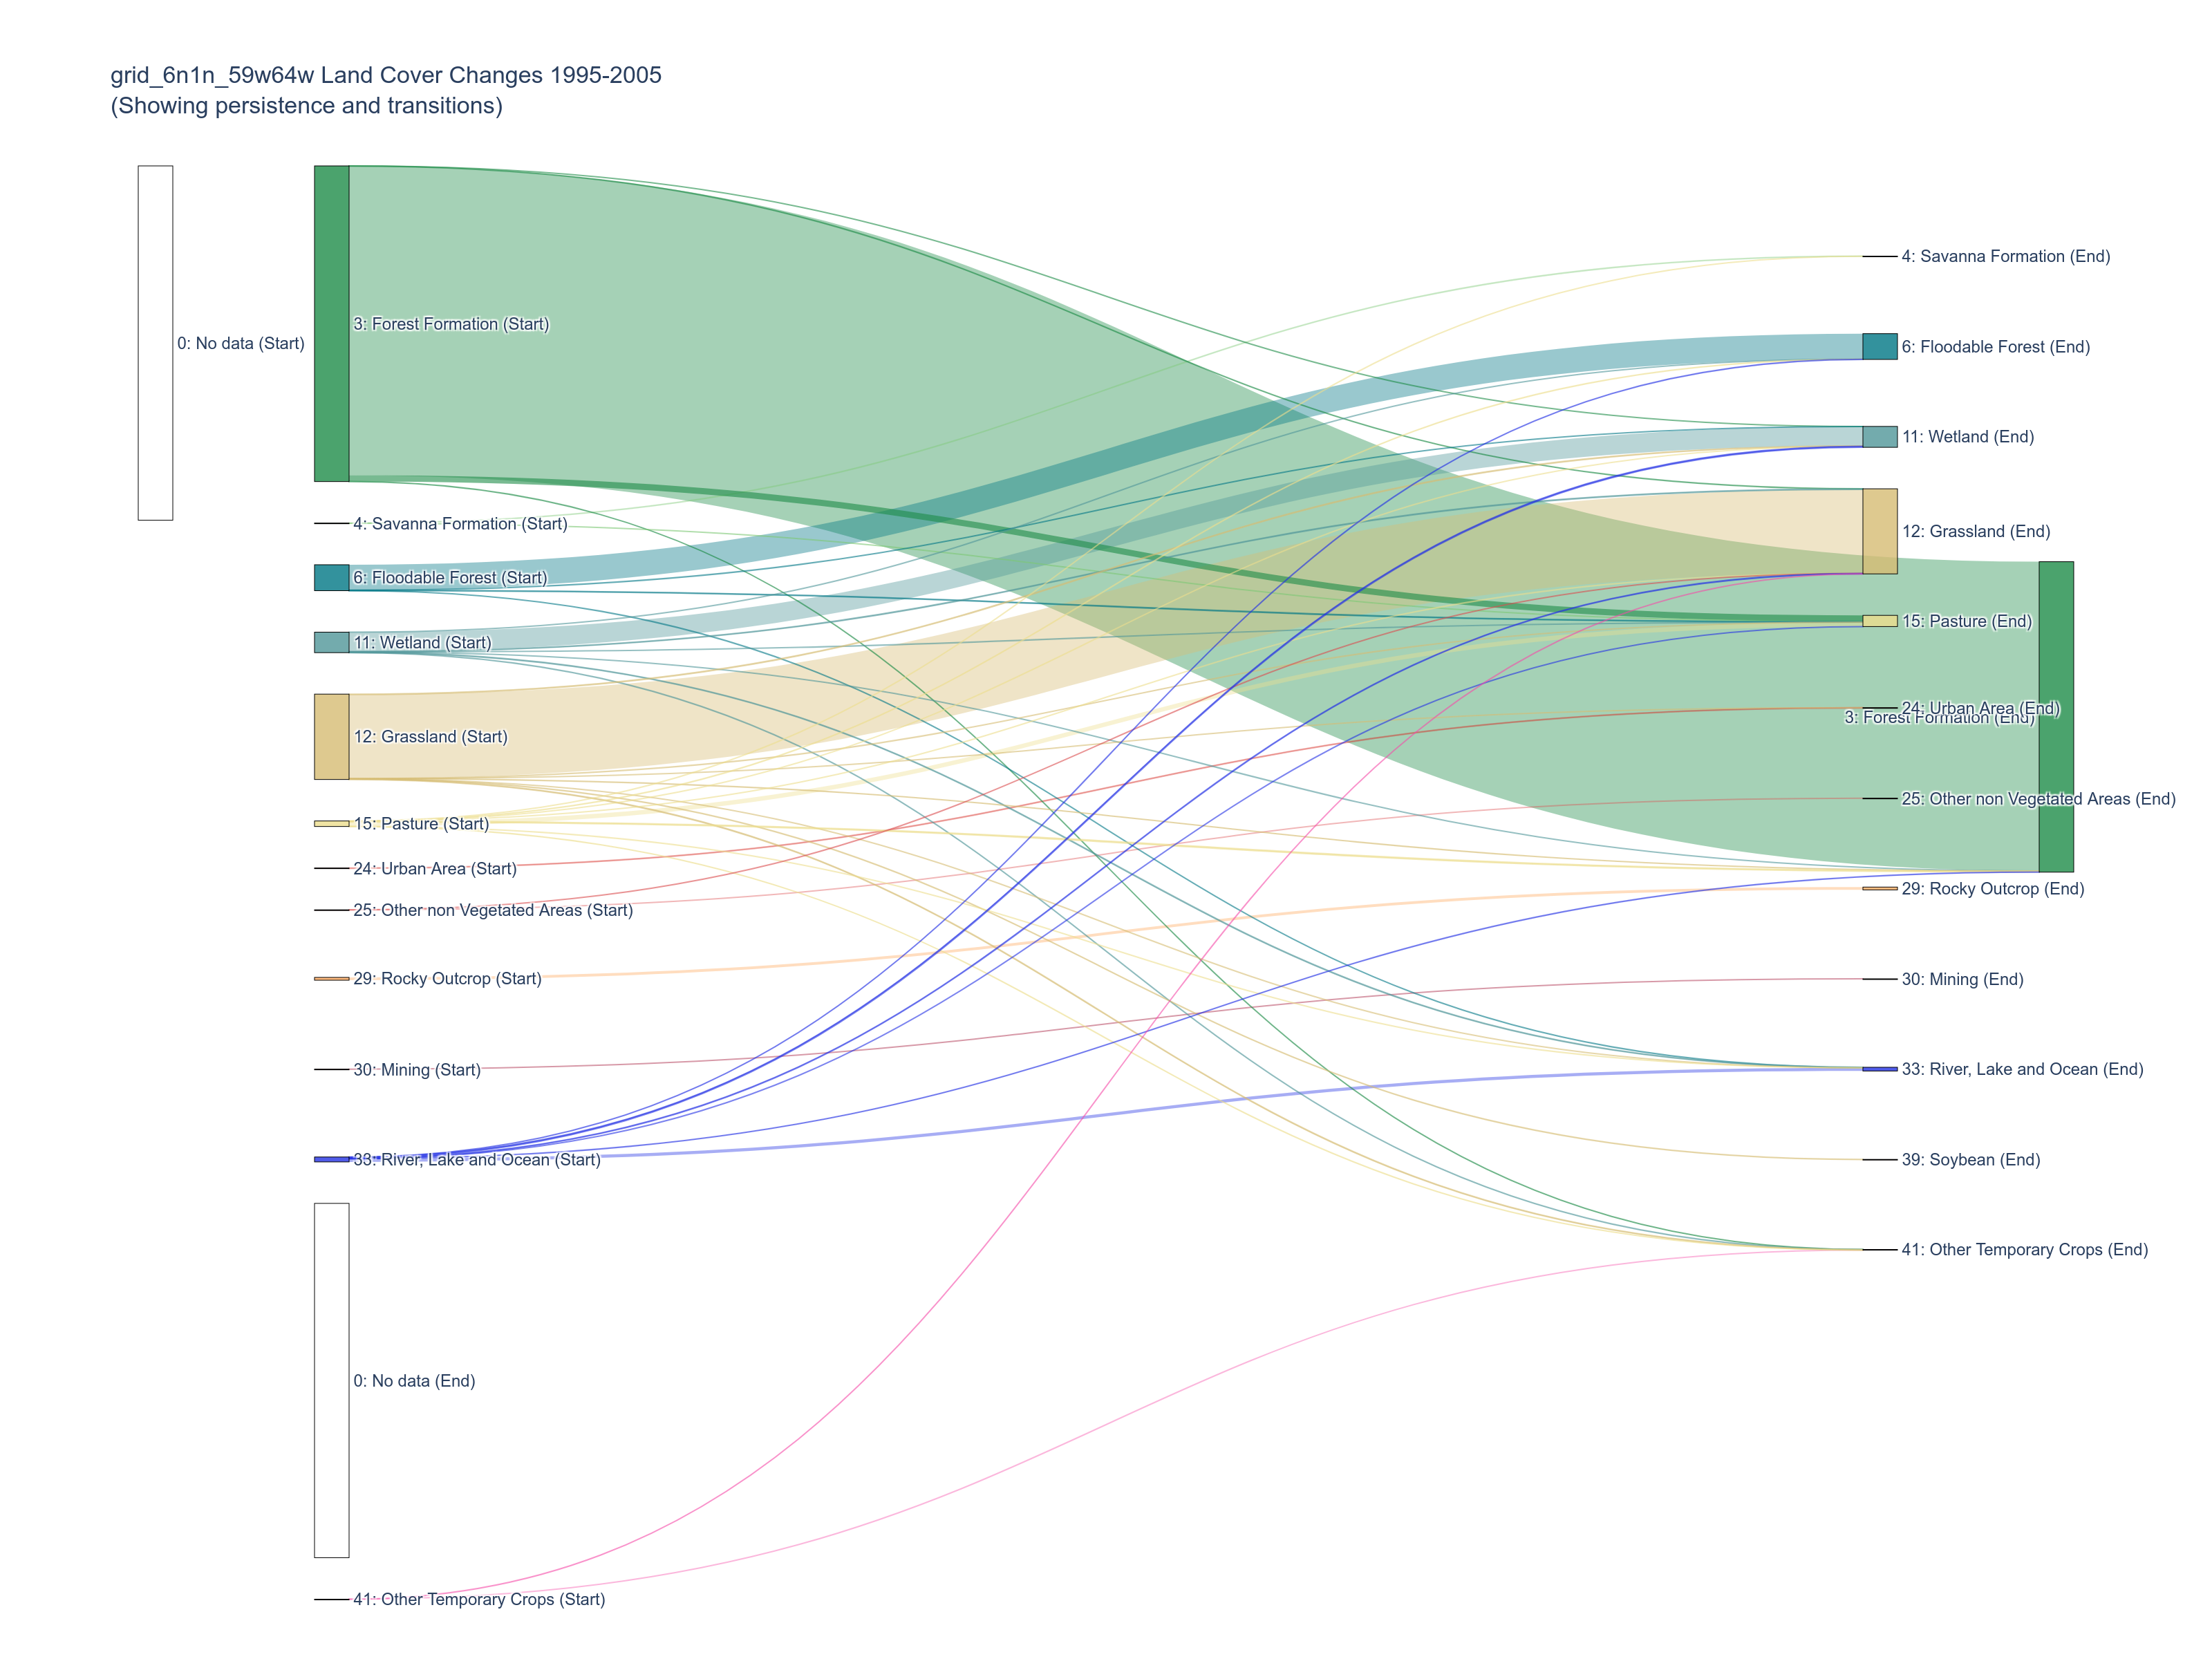 grid_6n1n_59w64w Land Cover Changes 1995-2005
(Showing persistence and transitions)
0: No data (Start)
3: Forest Formation (Start)
4: Savanna Formation (Start)
6: Floodable Forest (Start)
11: Wetland (Start)
12: Grassland (Start)
15: Pasture (Start)
24: Urban Area (Start)
25: Other non Vegetated Areas (Start)
29: Rocky Outcrop (Start)
30: Mining (Start)
33: River, Lake and Ocean (Start)
0: No data (End)
41: Other Temporary Crops (Start)
4: Savanna Formation (End)
6: Floodable Forest (End)
11: Wetland (End)
12: Grassland (End)
15: Pasture (End)
24: Urban Area (End)
3: Forest Formation (End)
25: Other non Vegetated Areas (End)
29: Rocky Outcrop (End)
30: Mining (End)
33: River, Lake and Ocean (End)
39: Soybean (End)
41: Other Temporary Crops (End)